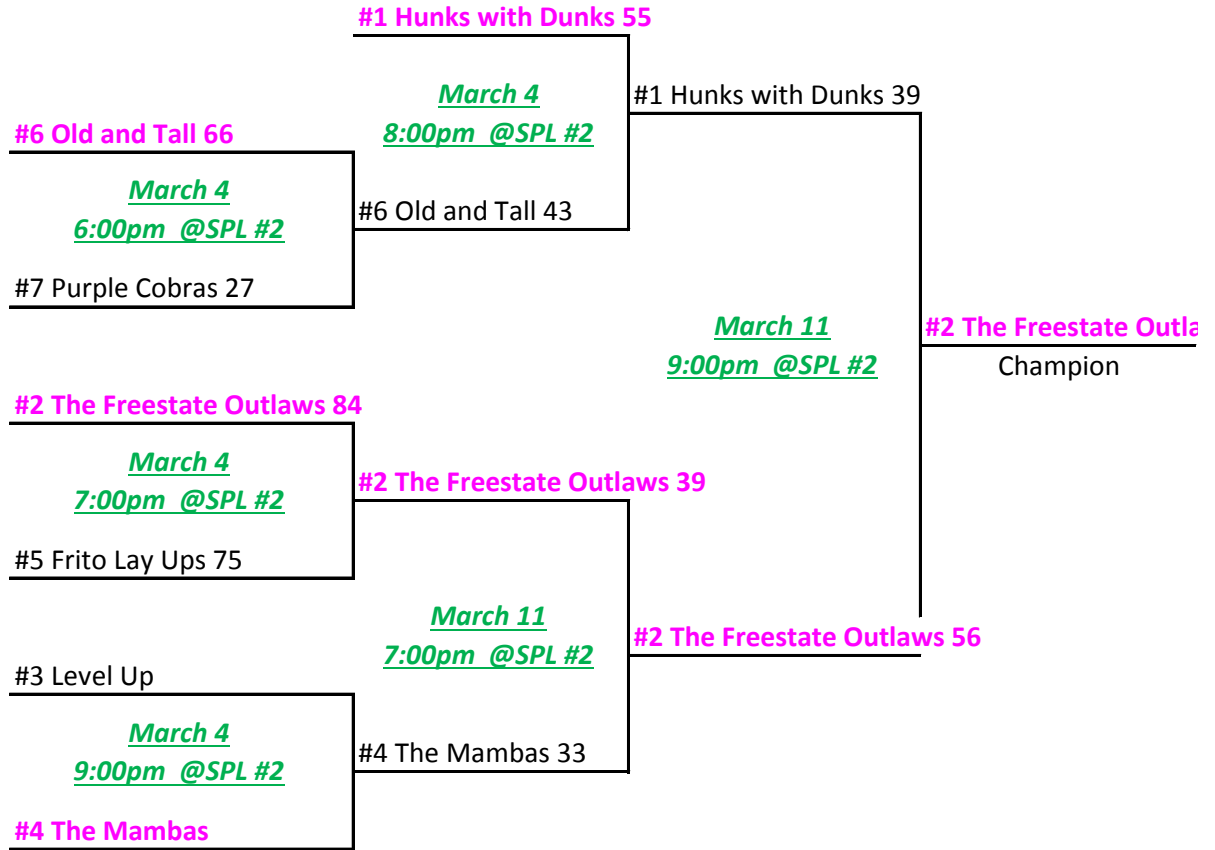 #1 Hunks with Dunks 55
March 4
8:00pm @SPL #2
#1 Hunks with Dunks 39
#6 Old and Tall 66
March 4
6:00pm @SPL #2
#6 Old and Tall 43
#7 Purple Cobras 27
March 11
9:00pm @SPL #2
#2 The Freestate Outla
Champion
#2 The Freestate Outlaws 84
March 4
7:00pm @SPL #2
#2 The Freestate Outlaws 39
#5 Frito Lay Ups 75
March 11
7:00pm @SPL #2
#2 The Freestate Outlaws 56
#3 Level Up
March 4
9:00pm @SPL #2
#4 The Mambas 33
#4 The Mambas